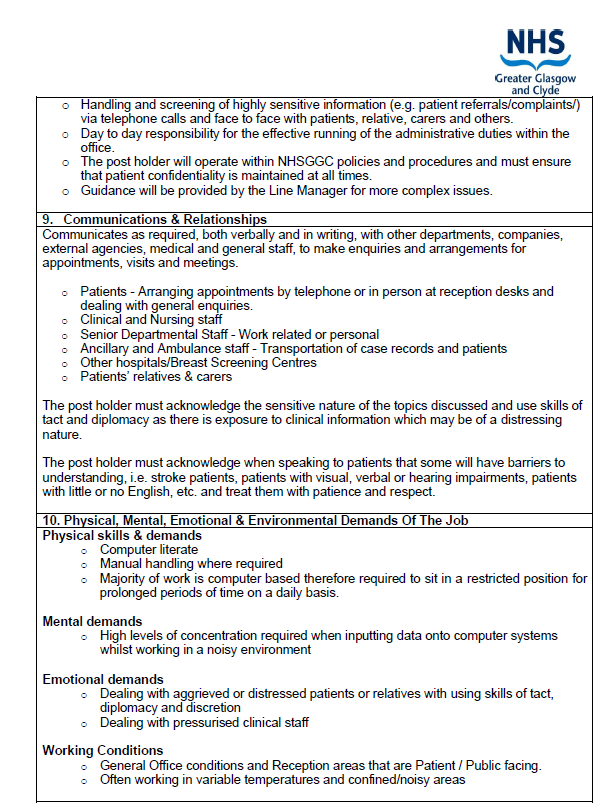 NHS
Greater Glasgow
and Clyde
o Handling and screening of highly sensitive information (e.g. patient referrals/complaints/)
via telephone calls and face to face with patients, relative, carers and others.
o Day to day responsibility for the effective running of the administrative duties within the
office.
o The post holder will operate within NHSGGC policies and procedures and must ensure
that patient confidentiality is maintained at all times.
o Guidance will be provided by the Line Manager for more complex issues.
9. Communications & Relationships
Communicates as required, both verbally and in writing, with other departments, companies,
external agencies, medical and general staff, to make enquiries and arrangements for
appointments, visits and meetings.
o Patients - Arranging appointments by telephone or in person at reception desks and
dealing with general enquiries.
o Clinical and Nursing staff
o Senior Departmental Staff - Work related or personal
o Ancillary and Ambulance staff - Transportation of case records and patients
o Other hospitals/Breast Screening Centres
o Patients' relatives & carers
The post holder must acknowledge the sensitive nature of the topics discussed and use skills of
tact and diplomacy as there is exposure to clinical information which may be of a distressing
nature.
The post holder must acknowledge when speaking to patients that some will have barriers to
understanding, i.e. stroke patients, patients with visual, verbal or hearing impairments, patients
with little or no English, etc. and treat them with patience and respect.
10. Physical, Mental, Emotional & Environmental Demands Of The Job
Physical skills & demands
o Computer literate
o Manual handling where required
o Majority of work is computer based therefore required to sit in a restricted position for
prolonged periods of time on a daily basis.
Mental demands
o High levels of concentration required when inputting data onto computer systems
whilst working in a noisy environment
Emotional demands
o Dealing with aggrieved or distressed patients or relatives with using skills of tact,
diplomacy and discretion
o Dealing with pressurised clinical staff
Working Conditions
o General Office conditions and Reception areas that are Patient / Public facing.
o Often working in variable temperatures and confined/noisy areas